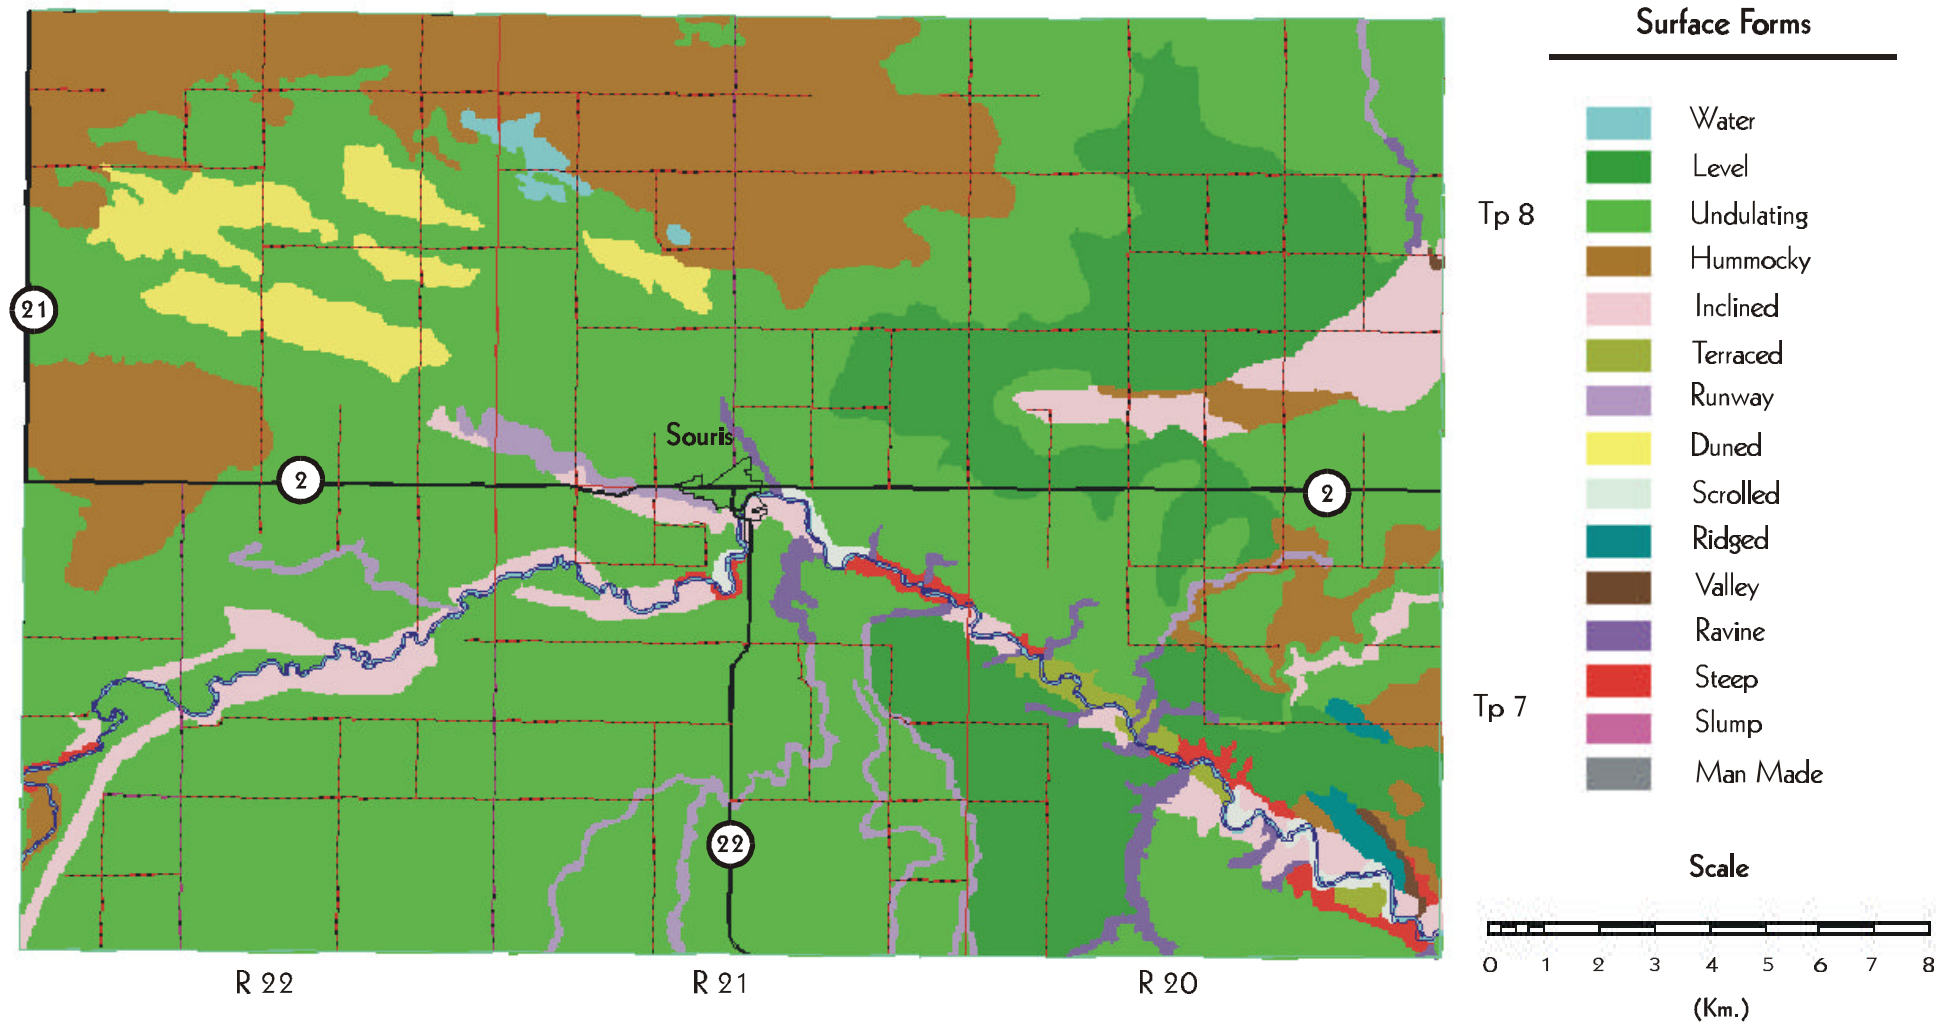 Surface Forms
Water
Level
Undulating
Hummocky
Inclined
Terraced
Runway
Duned
Scrolled
Ridged
Valley
Ravine
Steep
Slump
Man Made
Tp 8
Tp 7
21
2
Souris
2
22
R 22
R 21
R 20
Scale
0 1 2 3 4 5 6 7 8
(Km.)